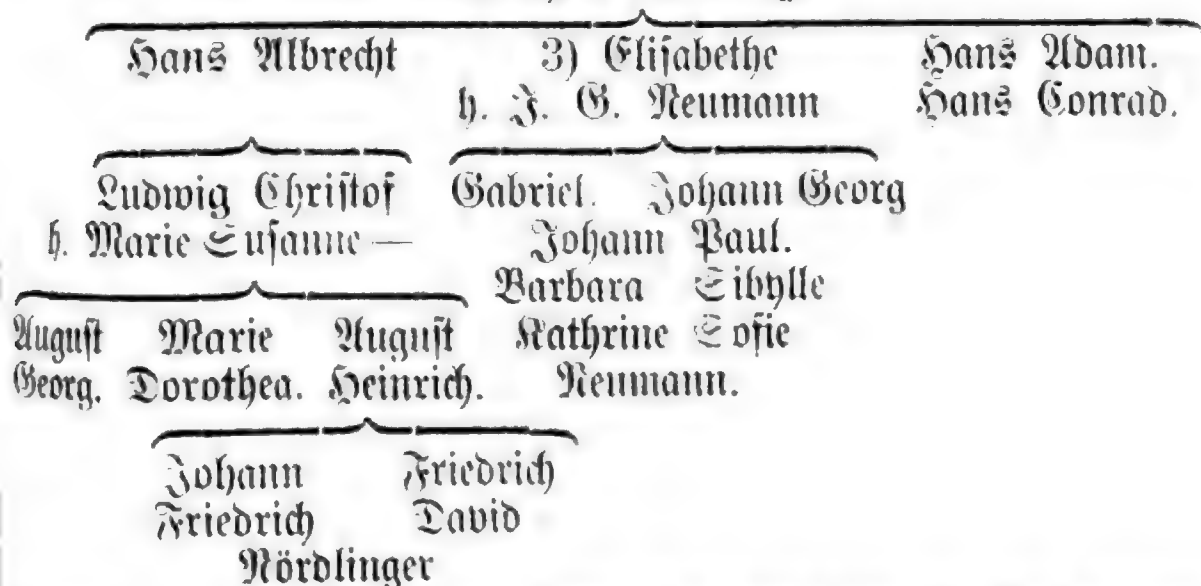 Hans Albrecht 3) Elisabethe Hans Adam.
h. J. G. Neumann Hans Conrad.
Ludwig Christof Gabriel. Johann Georg
h. Marie Susanne — Johann Paul.
Barbara Sibylle
August Marie August Kathrine Sofie
Georg. Dorothea. Heinrich. Neumann.
Johann Friedrich
Friedrich David
Nördlinger